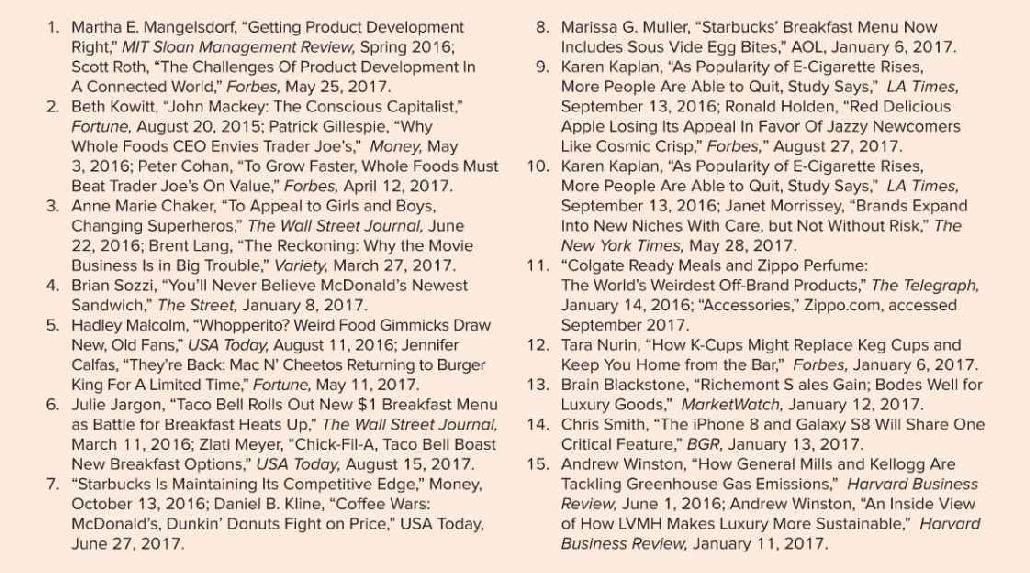 1. Martha E. Mangelsdorf, “Getting Product Development
Right,” MIT Sloan Management Review, Spring 2016;
Scott Roth, “The Challenges Of Product Development In
A Connected World,” Forbes, May 25, 2017.
2. Beth Kowitt, “John Mackey: The Conscious Capitalist,”
Fortune, August 20, 2015; Patrick Gillespie, “Why
Whole Foods CEO Envies Trader Joe’s,” Money, May
3, 2016; Peter Cohan, “To Grow Faster, Whole Foods Must
Beat Trader Joe’s On Value,” Forbes, April 12, 2017.
3. Anne Marie Chaker, “To Appeal to Girls and Boys,
Changing Superheros,” The Wall Street Journal, June
22, 2016; Brent Lang, “The Reckoning: Why the Movie
Business Is in Big Trouble,” Variety, March 27, 2017.
4. Brian Sozzi, “You’ll Never Believe McDonald’s Newest
Sandwich,” The Street, January 8, 2017.
5. Hadley Malcolm, “Whopperito? Weird Food Gimmicks Draw
New, Old Fans,” USA Today, August 11, 2016; Jennifer
Calfas, “They’re Back: Mac N’ Cheetos Returning to Burger
King For A Limited Time,” Fortune, May 11, 2017.
6. Julie Jargon, “Taco Bell Rolls Out New $1 Breakfast Menu
as Battle for Breakfast Heats Up,” The Wall Street Journal,
March 11, 2016; Zlati Meyer, “Chick-Fil-A, Taco Bell Boast
New Breakfast Options,” USA Today, August 15, 2017.
7. “Starbucks Is Maintaining Its Competitive Edge,” Money,
October 13, 2016; Daniel B. Kline, “Coffee Wars:
McDonald’s, Dunkin’ Donuts Fight on Price,” USA Today,
June 27, 2017.
8. Marissa G. Muller, “Starbucks’ Breakfast Menu Now
Includes Sous Vide Egg Bites,” AOL, January 6, 2017.
9. Karen Kaplan, “As Popularity of E-Cigarette Rises,
More People Are Able to Quit, Study Says,” LA Times,
September 13, 2016; Ronald Holden, “Red Delicious
Apple Losing Its Appeal In Favor Of Jazzy Newcomers
Like Cosmic Crisp,” Forbes,” August 27, 2017.
10. Karen Kaplan, “As Popularity of E-Cigarette Rises,
More People Are Able to Quit, Study Says,” LA Times,
September 13, 2016; Janet Morrissey, “Brands Expand
Into New Niches With Care, but Not Without Risk,” The
New York Times, May 28, 2017.
11. “Colgate Ready Meals and Zippo Perfume:
The World’s Weirdest Off-Brand Products,” The Telegraph,
January 14, 2016; “Accessories,” Zippo.com, accessed
September 2017.
12. Tara Nurin, “How K-Cups Might Replace Keg Cups and
Keep You Home from the Bar,” Forbes, January 6, 2017.
13. Brain Blackstone, “Richemont S ales Gain; Bodes Well for
Luxury Goods,” MarketWatch, January 12, 2017.
14. Chris Smith, “The iPhone 8 and Galaxy S8 Will Share One
Critical Feature,” BGR, January 13, 2017.
15. Andrew Winston, “How General Mills and Kellogg Are
Tackling Greenhouse Gas Emissions,” Harvard Business
Review, June 1, 2016; Andrew Winston, “An Inside View
of How LVMH Makes Luxury More Sustainable,” Harvard
Business Review, January 11, 2017.